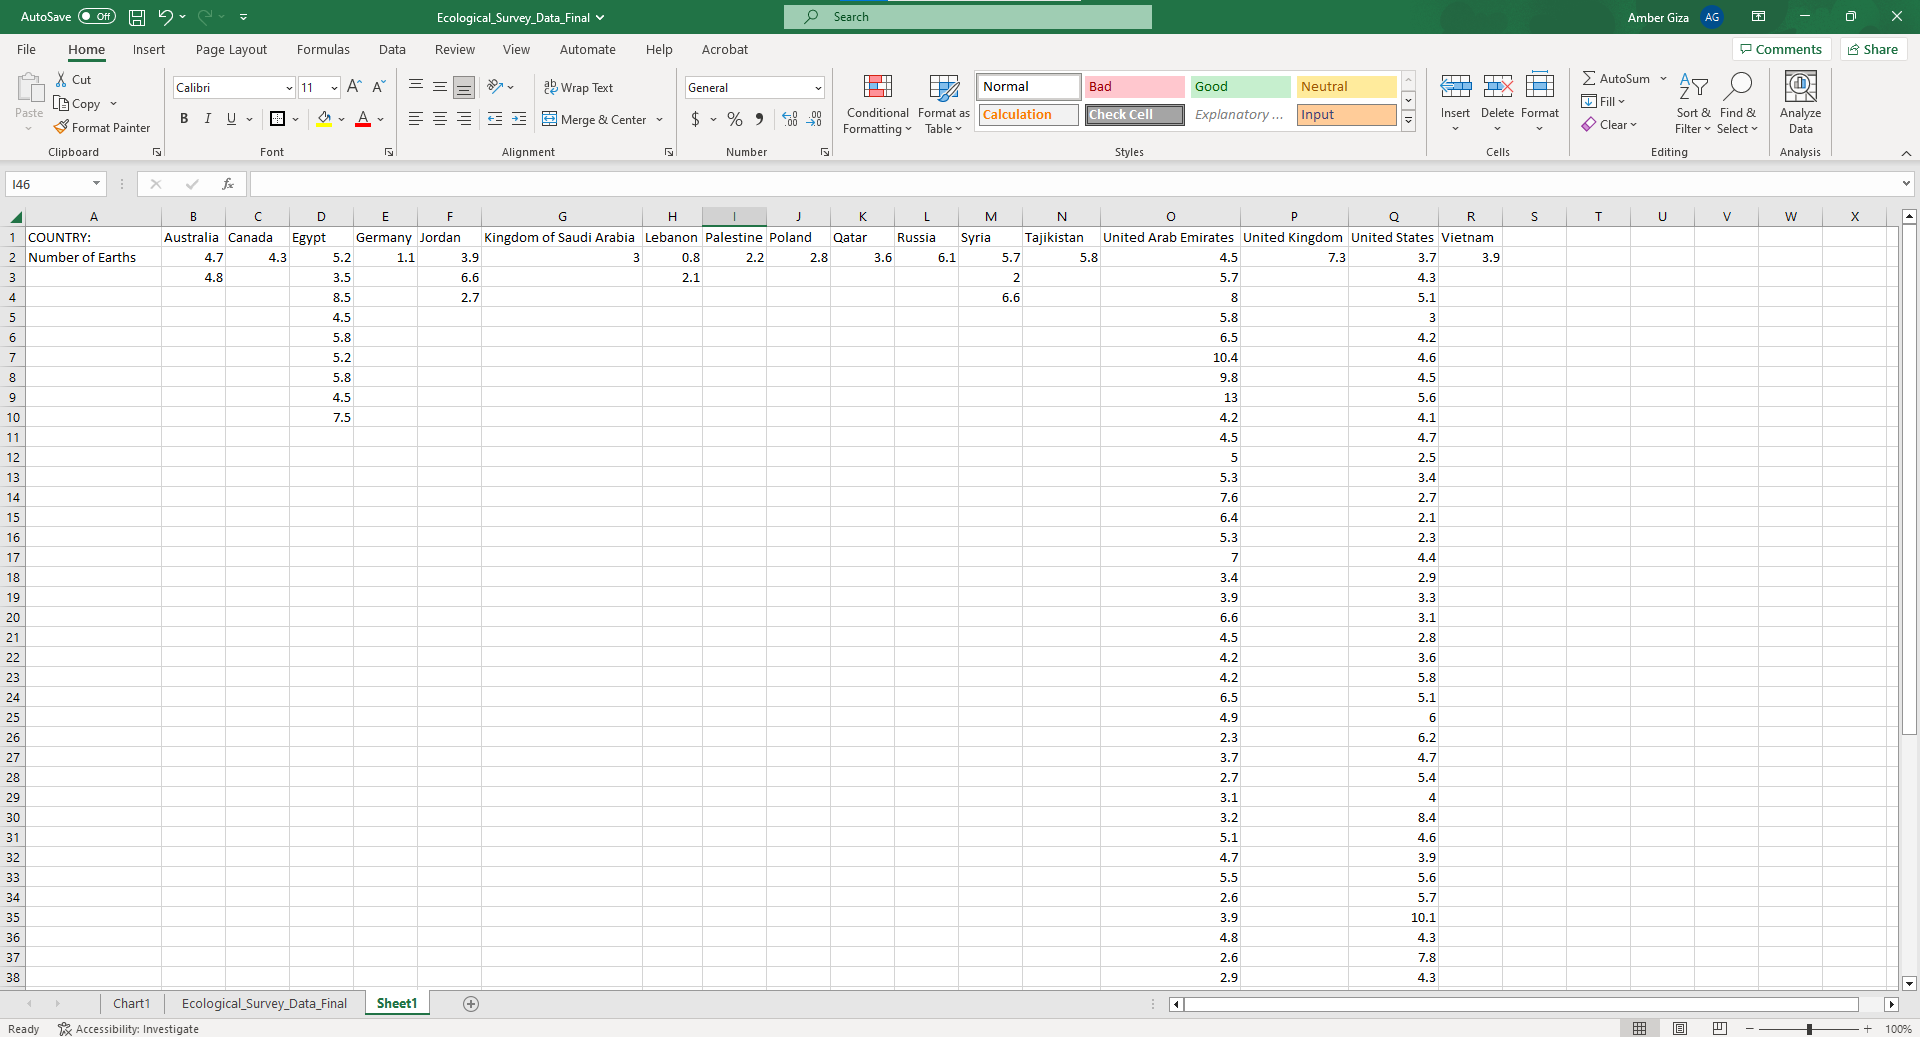 AutoSave Off Ecological_Survey_Data_Final Search Amber Giza AG
File Home Insert Page Layout Formulas Data Review View Automate Help Acrobat Comments Share
Paste Cut Copy Format Painter Clipboard
Calibri 11 A A B I U A Font
ab Wrap Text Merge & Center Alignment
General $ % 9 Number
Conditional Formatting Format as Table Normal Bad Good Neutral
Calculation Check Cell Explanatory ... Input Styles
Insert Delete Format Cells
AutoSum Fill Clear Sort & Filter Find & Select Editing
Analyze Data Analysis
I46 fx
A B C D E F G H I J K L M N O P Q R S T U V W X
1 COUNTRY: Australia Canada Egypt Germany Jordan Kingdom of Saudi Arabia Lebanon Palestine Poland Qatar Russia Syria Tajikistan United Arab Emirates United Kingdom United States Vietnam
2 Number of Earths 4.7 4.3 5.2 1.1 3.9 3 0.8 2.2 2.8 3.6 6.1 5.7 5.8 4.5 7.3 3.7 3.9
3 4.8 3.5 6.6 2.1 2 5.7 4.3
4 8.5 2.7 6.6 8 5.1
5 4.5 5.8 3
6 5.8 6.5 4.2
7 5.2 10.4 4.6
8 5.8 9.8 4.5
9 4.5 13 5.6
10 7.5 4.2 4.1
11 4.5 4.7
12 5 2.5
13 5.3 3.4
14 7.6 2.7
15 6.4 2.1
16 5.3 2.3
17 7 4.4
18 3.4 2.9
19 3.9 3.3
20 6.6 3.1
21 4.5 2.8
22 4.2 3.6
23 4.2 5.8
24 6.5 5.1
25 4.9 6
26 2.3 6.2
27 3.7 4.7
28 2.7 5.4
29 3.1 4
30 3.2 8.4
31 5.1 4.6
32 4.7 3.9
33 5.5 5.6
34 2.6 5.7
35 3.9 10.1
36 4.8 4.3
37 2.6 7.8
38 2.9 4.3
Chart1 Ecological_Survey_Data_Final Sheet1
Ready Accessibility: Investigate 100%